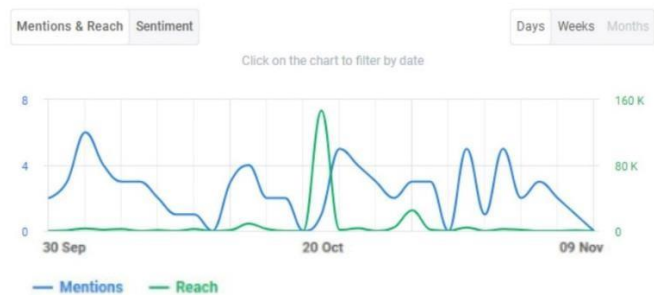 Mentions & Reach Sentiment Days Weeks Months
Click on the chart to filter by date
8 160 K
4 80 K
0 0
30 Sep 20 Oct 09 Nov
Mentions Reach